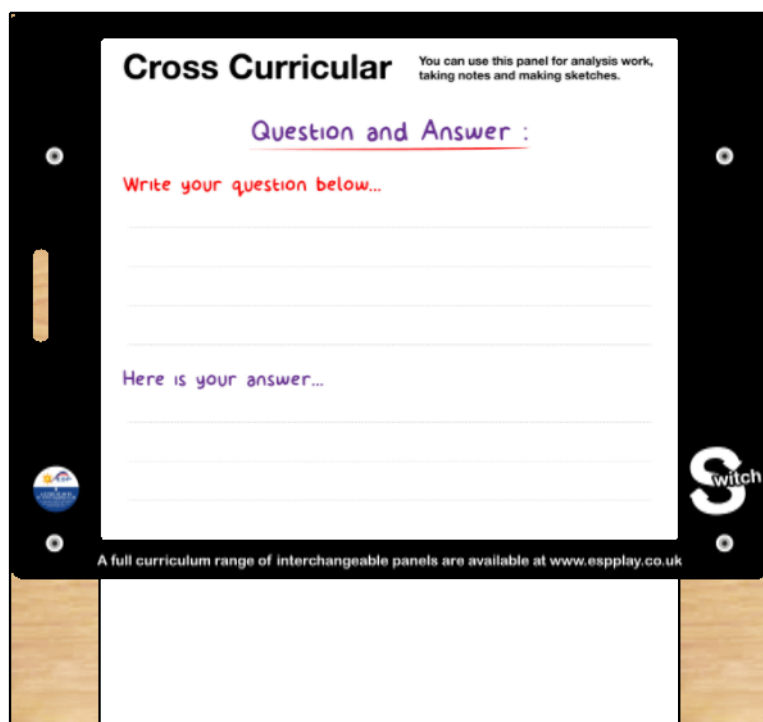 Cross Curricular
You can use this panel for analysis work,
taking notes and making sketches.
Question and Answer :
Write your question below...
Here is your answer...
Switch
A full curriculum range of interchangeable panels are available at www.espplay.co.uk